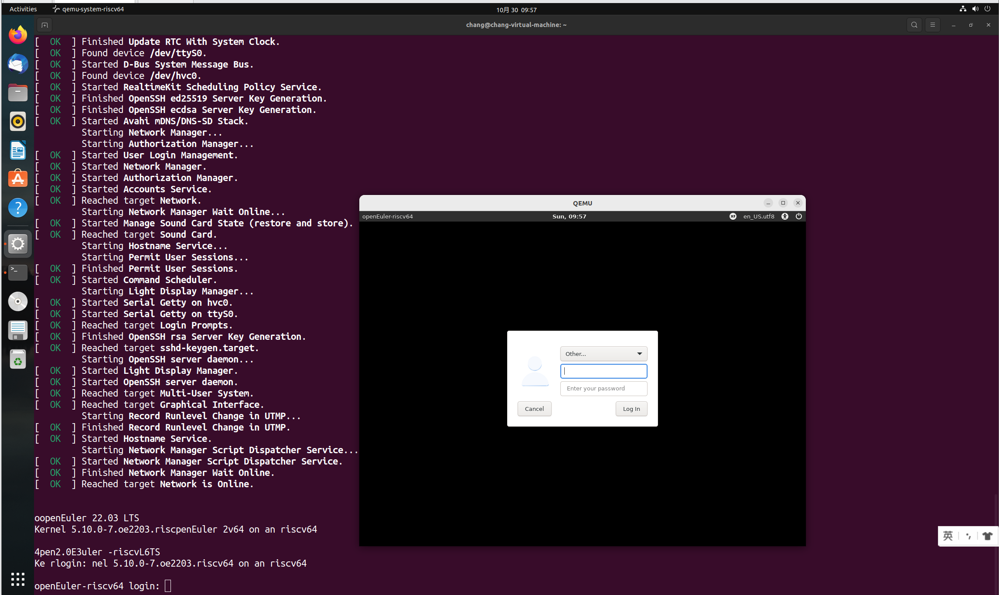 Activities qemu-system-riscv64 10月 30 09:57
chang@chang-virtual-machine: ~
[  OK  ] Finished Update RTC With System Clock.
[  OK  ] Found device /dev/ttyS0.
[  OK  ] Started D-Bus System Message Bus.
[  OK  ] Found device /dev/hvc0.
[  OK  ] Started RealtimeKit Scheduling Policy Service.
[  OK  ] Finished OpenSSH ed25519 Server Key Generation.
[  OK  ] Finished OpenSSH ecdsa Server Key Generation.
[  OK  ] Started Avahi mDNS/DNS-SD Stack.
Starting Network Manager...
Starting Authorization Manager...
[  OK  ] Started User Login Management.
[  OK  ] Started Network Manager.
[  OK  ] Started Authorization Manager.
[  OK  ] Started Accounts Service.
[  OK  ] Reached target Network.
Starting Network Manager Wait Online...
[  OK  ] Started Manage Sound Card State (restore and store).
[  OK  ] Reached target Sound Card.
Starting Hostname Service...
Starting Permit User Sessions...
[  OK  ] Finished Permit User Sessions.
[  OK  ] Started Command Scheduler.
Starting Light Display Manager...
[  OK  ] Started Serial Getty on hvc0.
[  OK  ] Started Serial Getty on ttyS0.
[  OK  ] Reached target Login Prompts.
[  OK  ] Finished OpenSSH rsa Server Key Generation.
[  OK  ] Reached target sshd-keygen.target.
Starting OpenSSH server daemon...
[  OK  ] Started Light Display Manager.
[  OK  ] Started OpenSSH server daemon.
[  OK  ] Reached target Multi-User System.
[  OK  ] Reached target Graphical Interface.
Starting Record Runlevel Change in UTMP...
[  OK  ] Finished Record Runlevel Change in UTMP.
[  OK  ] Started Hostname Service.
Starting Network Manager Script Dispatcher Service...
[  OK  ] Started Network Manager Script Dispatcher Service.
[  OK  ] Finished Network Manager Wait Online.
[  OK  ] Reached target Network is Online.
oopenEuler 22.03 LTS
Kernel 5.10.0-7.oe2203.riscpenEuler 2v64 on an riscv64
4pen2.0E3uler -riscvL6TS
Ke rlogin: nel 5.10.0-7.oe2203.riscv64 on an riscv64
openEuler-riscv64 login:
QEMU
openEuler-riscv64 Sun, 09:57 XF en_US.utf8
Other...
Enter your password
Cancel Log In
英